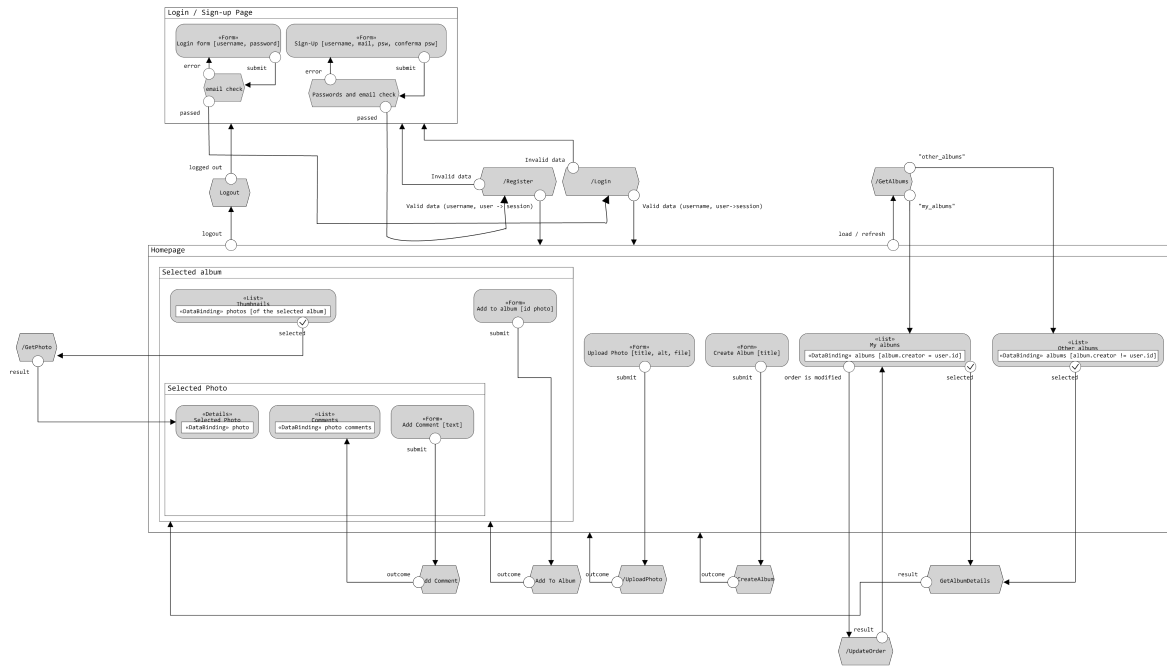 Login / Sign-up Page
«Form»
Login form [username, password]
«Form»
Sign-Up [username, mail, psw, conferma psw]
error
submit
error
submit
email check
Passwords and email check
passed
passed
"other_albums"
Invalid data
logged out
Invalid data
/Register
/Login
/GetAlbums
Logout
Valid data (username, user -> session)
Valid data (username, user->session)
"my_albums"
logout
load / refresh
Homepage
Selected album
«List»
Thumbnails
«DataBinding» photos [of the selected album]
«Form»
Add to album [id photo]
selected
submit
/GetPhoto
result
«Form»
Upload Photo [title, alt, file]
submit
«Form»
Create Album [title]
submit
«List»
My albums
«DataBinding» albums [album.creator = user.id]
order is modified
selected
«List»
Other albums
«DataBinding» albums [album.creator != user.id]
selected
Selected Photo
«Details»
Selected Photo
«DataBinding» photo
«List»
Comments
«DataBinding» photo comments
«Form»
Add Comment [text]
submit
outcome
dd Comment
outcome
Add To Album
outcome
/UploadPhoto
outcome
CreateAlbum
result
GetAlbumDetails
result
/UpdateOrder